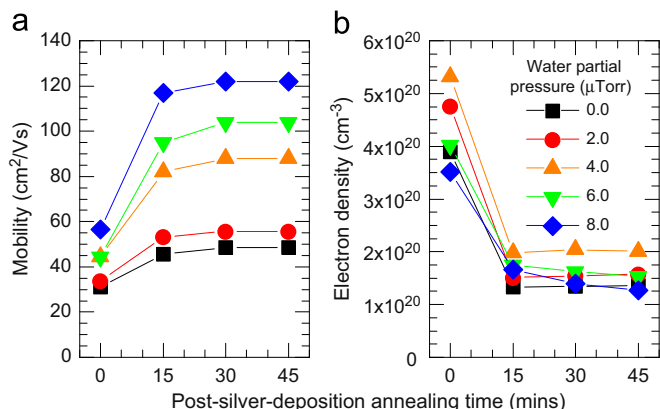 a
b
140
120
100
80
60
40
20
0
Mobility (cm²/Vs)
0 15 30 45
6x10²⁰
5x10²⁰
4x10²⁰
3x10²⁰
2x10²⁰
1x10²⁰
0
Electron density (cm⁻³)
Water partial
pressure (μTorr)
0.0
2.0
4.0
6.0
8.0
0 15 30 45
Post-silver-deposition annealing time (mins)